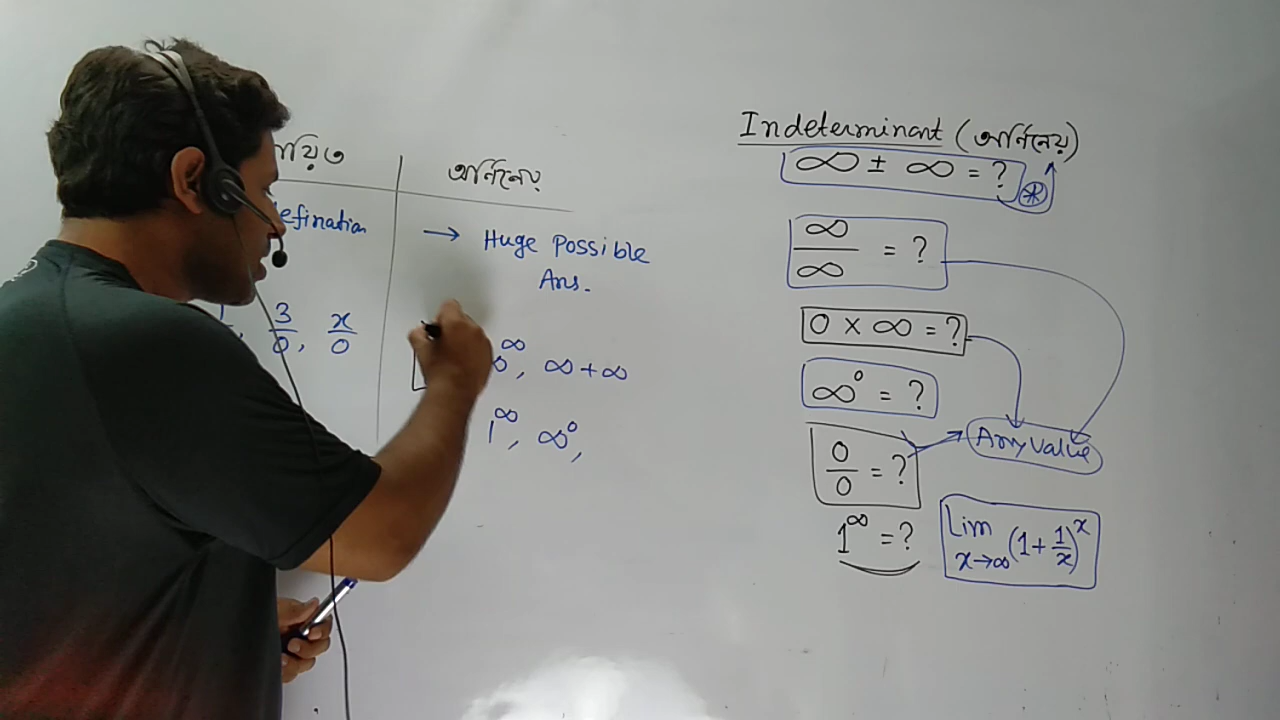 অনির্নেয়
efination → Huge Possible
Ans.
3/0, x/0
∞, ∞ + ∞
1^∞, ∞^0,
Indeterminant (অনির্নেয়)
∞ ± ∞ = ? *
∞/∞ = ?
0 × ∞ = ?
∞^0 = ?
0/0 = ?
Any value
1^∞ = ?
Lim x→∞ (1 + 1/x)^x